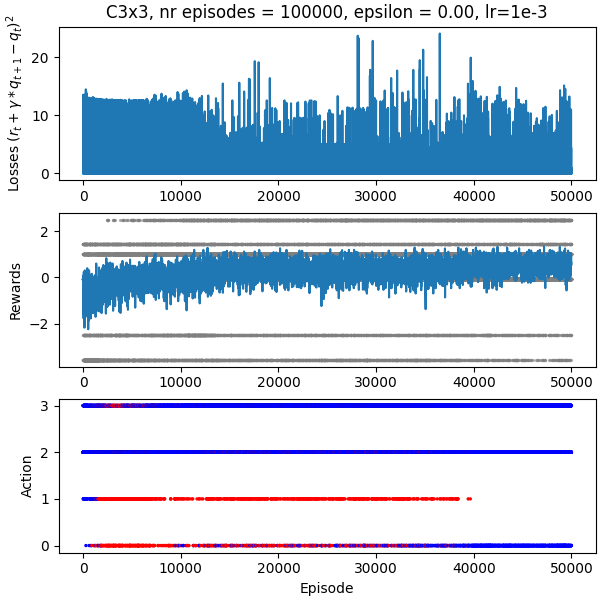 C3x3, nr episodes = 100000, epsilon = 0.00, lr=1e-3
Losses (r_t + γ * q_{t+1} − q_t)^2
20
10
0
0 10000 20000 30000 40000 50000
Rewards
2
0
−2
0 10000 20000 30000 40000 50000
Action
3
2
1
0
0 10000 20000 30000 40000 50000
Episode